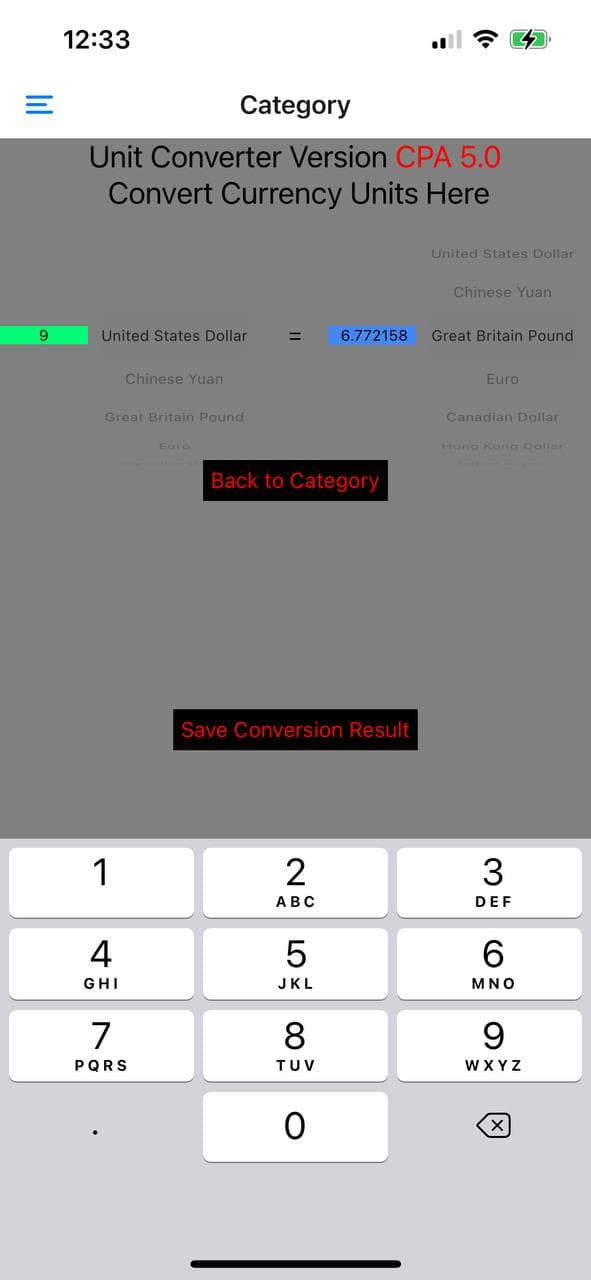 12:33
Category
Unit Converter Version CPA 5.0
Convert Currency Units Here
United States Dollar
Chinese Yuan
9 United States Dollar = 6.772158 Great Britain Pound
Chinese Yuan Euro
Great Britain Pound Canadian Dollar
Euro Hong Kong Dollar
Back to Category
Save Conversion Result
1 2 3
ABC DEF
4 5 6
GHI JKL MNO
7 8 9
PQRS TUV WXYZ
. 0